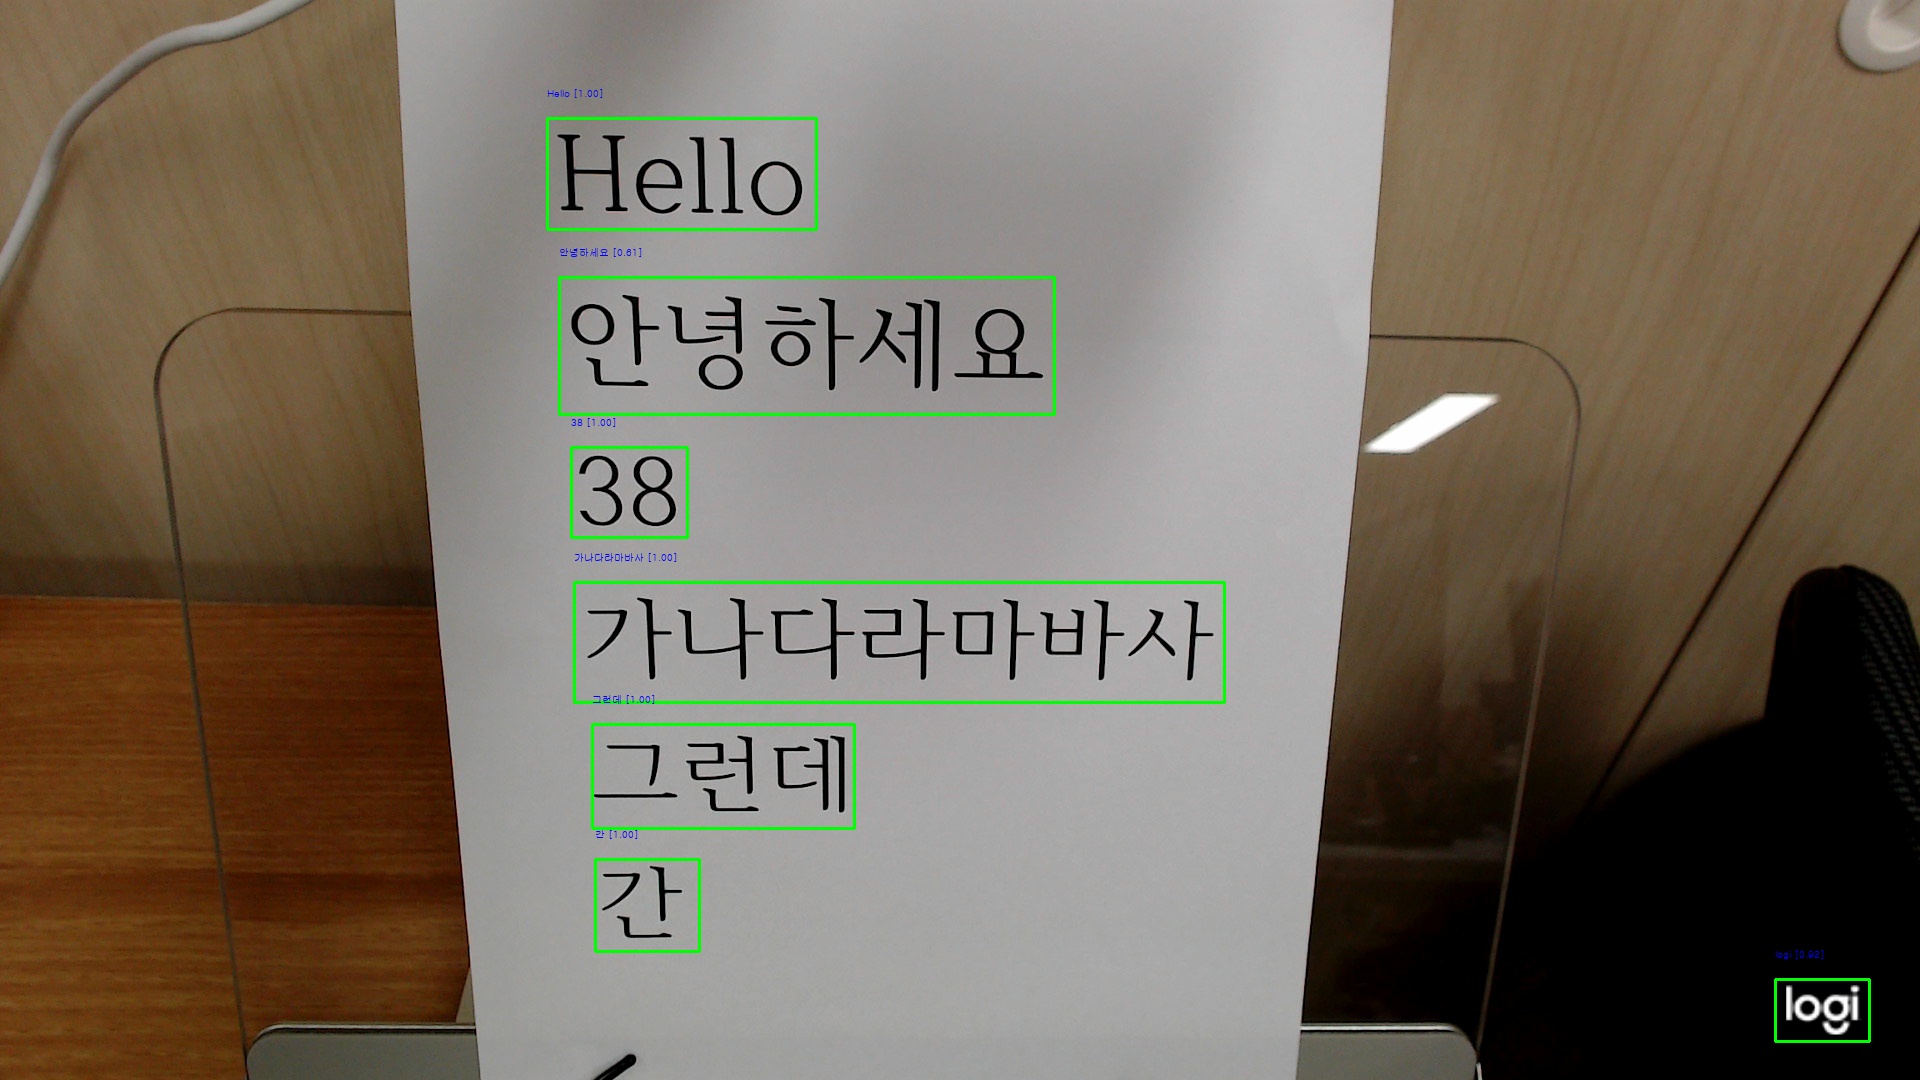 Hello [1.00]
Hello
안녕하세요 [0.61]
안녕하세요
38 [1.00]
38
가나다라마바사 [1.00]
가나다라마바사
그런데 [1.00]
그런데
간 [1.00]
간
logi [0.92]
logi